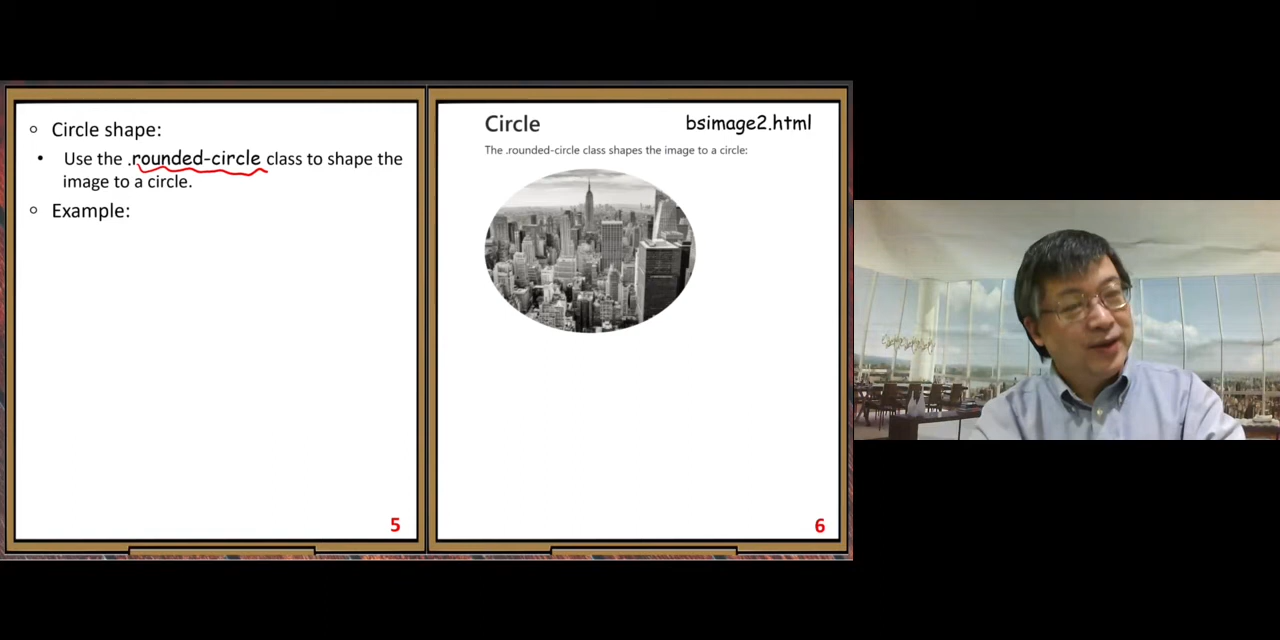 Circle shape:
Use the .rounded-circle class to shape the
image to a circle.
Example:
5
Circle
bsimage2.html
The .rounded-circle class shapes the image to a circle:
6